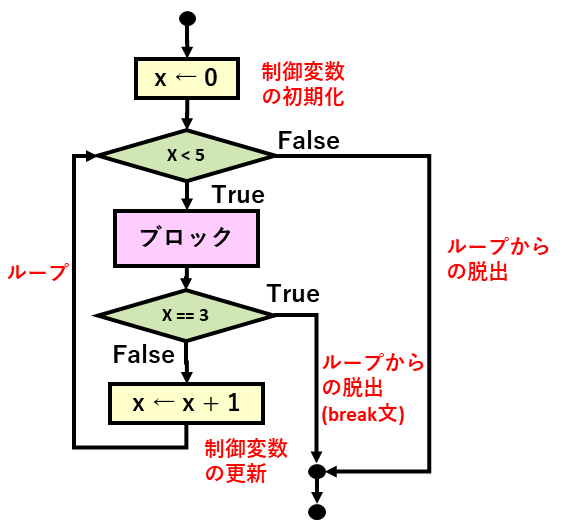 x ← 0
制御変数
の初期化
False
X < 5
True
ブロック
ループ
ループから
の脱出
X == 3
True
False
ループから
の脱出
(break文)
x ← x + 1
制御変数
の更新